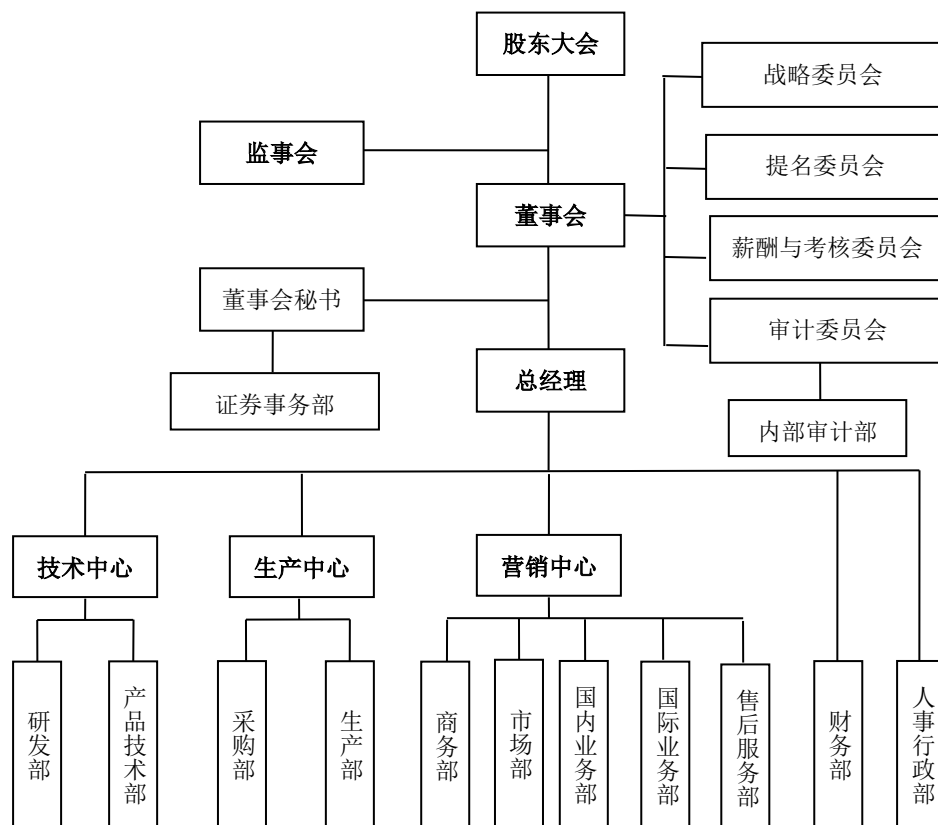 股东大会
战略委员会
监事会
提名委员会
董事会
薪酬与考核委员会
董事会秘书
审计委员会
总经理
证券事务部
内部审计部
技术中心
生产中心
营销中心
研发部
产品技术部
采购部
生产部
商务部
市场部
国内业务部
国际业务部
售后服务部
财务部
人事行政部